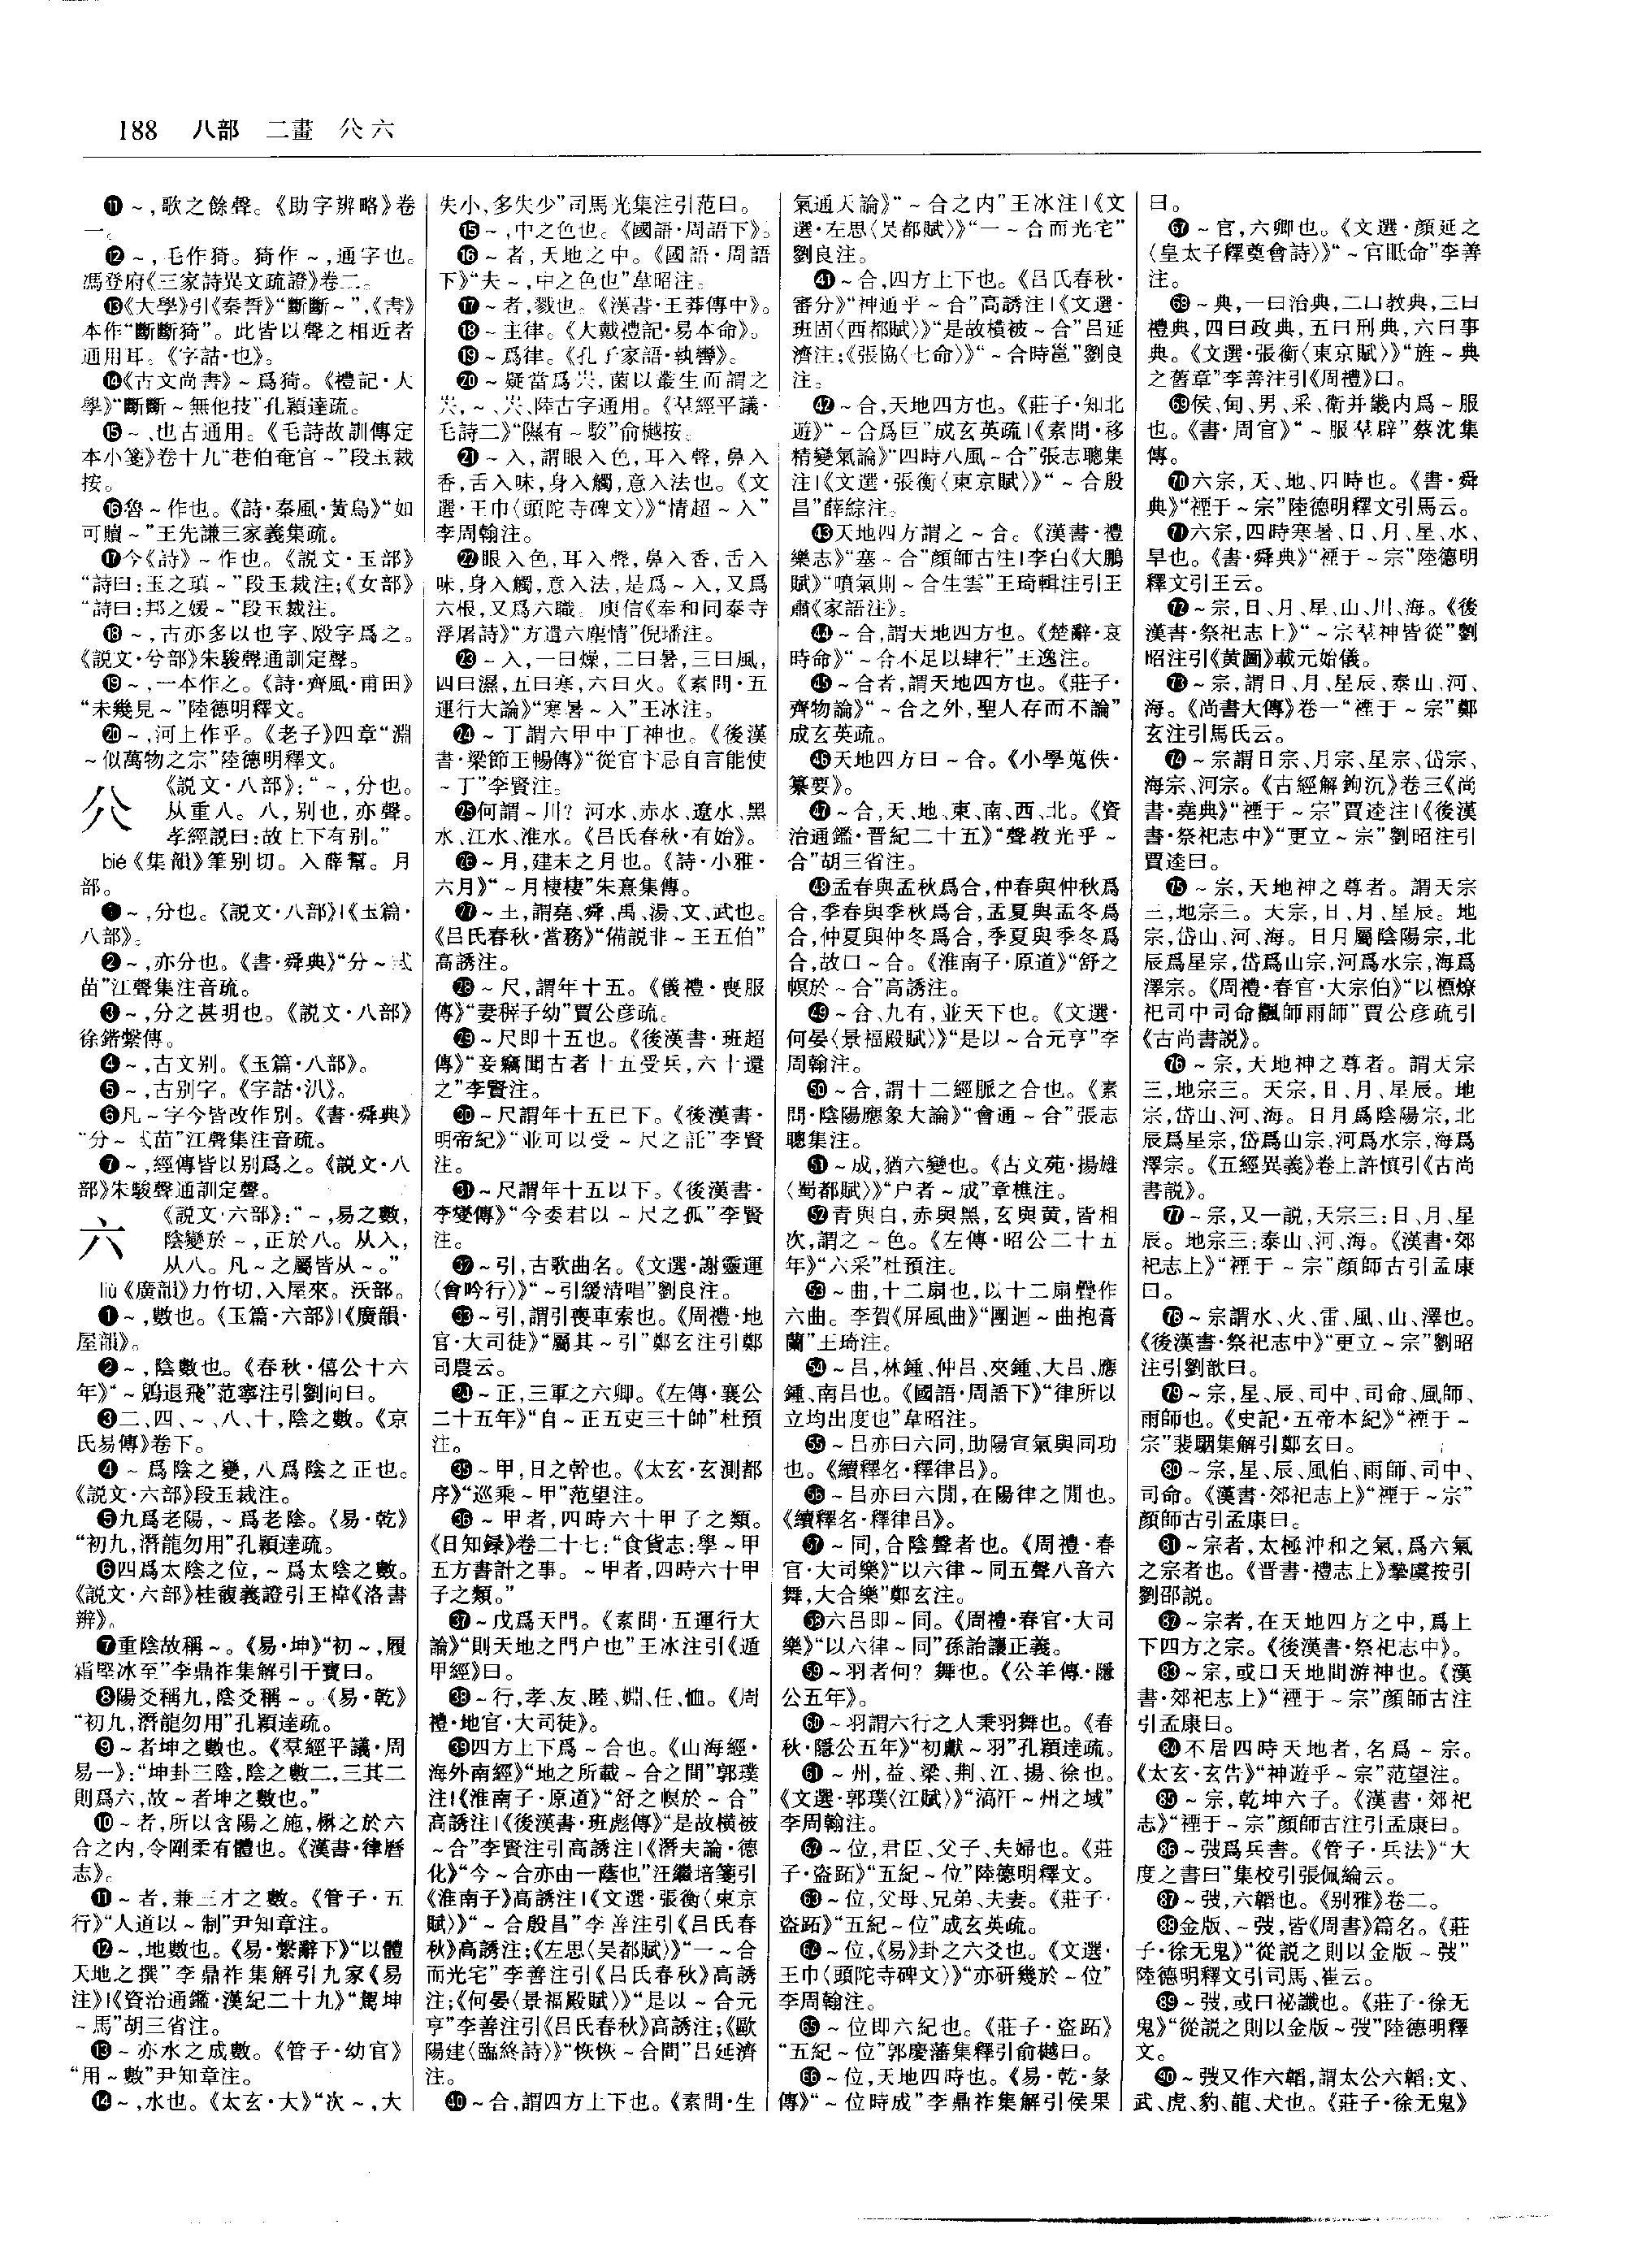 188 八部 二畫 㕣 六
⓫～,歌之餘聲。《助字辨略》卷
一。
⓬～,毛作猗。猗作～,通字也。
馮登府《三家詩異文疏證》卷二。
⓭《大學》引《秦誓》“斷斷～”,《書》
本作“斷斷猗”。此皆以聲之相近者
通用耳。《字詁·也》。
⓮《古文尚書》～爲猗。《禮記·大
學》“斷斷～無他技”孔穎達疏。
⓯～、也古通用。《毛詩故訓傳定
本小箋》卷十九“巷伯奄官～”段玉裁
按。
⓰魯～作也。《詩·秦風·黄鳥》“如
可贖～”王先謙三家義集疏。
⓱今《詩》～作也。《説文·玉部》
“詩曰:玉之瑱～”段玉裁注;《女部》
“詩曰:邦之媛～”段玉裁注。
⓲～,古亦多以也字、殹字爲之。
《説文·兮部》朱駿聲通訓定聲。
⓳～,一本作之。《詩·齊風·甫田》
“未幾見～”陸德明釋文。
⓴～,河上作乎。《老子》四章“淵
～似萬物之宗”陸德明釋文。
《説文·八部》:“～,分也。
从重八。八,别也,亦聲。
孝經説曰:故上下有别。”
bié《集韻》筆别切。入薛幫。月
部。
❶～,分也。《説文·八部》|《玉篇·
八部》。
❷～,亦分也。《書·舜典》“分～弎
苗”江聲集注音疏。
❸～,分之甚明也。《説文·八部》
徐鍇繫傳。
❹～,古文别。《玉篇·八部》。
❺～,古别字。《字詁·汃》。
❻凡～字今皆改作别。《書·舜典》
“分～弎苗”江聲集注音疏。
❼～,經傳皆以别爲之。《説文·八
部》朱駿聲通訓定聲。
六
《説文·六部》:“～,易之數,
陰變於～,正於八。从入,
从八。凡～之屬皆从～。”
liù《廣韻》力竹切,入屋來。沃部。
❶～,數也。《玉篇·六部》|《廣韻·
屋韻》。
❷～,陰數也。《春秋·僖公十六
年》“～鷁退飛”范寧注引劉向曰。
❸二、四、～、八、十,陰之數。《京
氏易傳》卷下。
❹～爲陰之變,八爲陰之正也。
《説文·六部》段玉裁注。
❺九爲老陽,～爲老陰。《易·乾》
“初九,潛龍勿用”孔穎達疏。
❻四爲太陰之位,～爲太陰之數。
《説文·六部》桂馥義證引王褘《洛書
辨》。
❼重陰故稱～。《易·坤》“初～,履
霜堅冰至”李鼎祚集解引干寶曰。
❽陽爻稱九,陰爻稱～。《易·乾》
“初九,潛龍勿用”孔穎達疏。
❾～者坤之數也。《羣經平議·周
易一》:“坤卦三陰,陰之數二,三其二
則爲六,故～者坤之數也。”
❿～者,所以含陽之施,楙之於六
合之内,令剛柔有體也。《漢書·律曆
志》。
⓫～者,兼三才之數。《管子·五
行》“人道以～制”尹知章注。
⓬～,地數也。《易·繫辭下》“以體
天地之撰”李鼎祚集解引九家《易
注》|《資治通鑑·漢紀二十九》“駕坤
～馬”胡三省注。
⓭～亦水之成數。《管子·幼官》
“用～數”尹知章注。
⓮～,水也。《太玄·大》“次～,大
失小,多失少”司馬光集注引范曰。
⓯～,中之色也。《國語·周語下》。
⓰～者,天地之中。《國語·周語
下》“夫～,中之色也”韋昭注。
⓱～者,戮也。《漢書·王莽傳中》。
⓲～主律。《大戴禮記·易本命》。
⓳～爲律。《孔子家語·執轡》。
⓴～疑當爲𡴆,菌以叢生而謂之
𡴆,～、𡴆、陸古字通用。《羣經平議·
毛詩二》“隰有～駮”俞樾按。
㉑～入,謂眼入色,耳入聲,鼻入
香,舌入味,身入觸,意入法也。《文
選·王巾〈頭陀寺碑文〉》“情超～入”
李周翰注。
㉒眼入色,耳入聲,鼻入香,舌入
味,身入觸,意入法,是爲～入,又爲
六根,又爲六職。庾信《奉和同泰寺
浮屠詩》“方遣六塵情”倪璠注。
㉓～入,一曰燥,二曰暑,三曰風,
四曰濕,五曰寒,六曰火。《素問·五
運行大論》“寒暑～入”王冰注。
㉔～丁謂六甲中丁神也。《後漢
書·梁節王暢傳》“從官卞忌自言能使
～丁”李賢注。
㉕何謂～川?河水、赤水、遼水、黑
水、江水、淮水。《吕氏春秋·有始》。
㉖～月,建未之月也。《詩·小雅·
六月》“～月棲棲”朱熹集傳。
㉗～王,謂堯、舜、禹、湯、文、武也。
《吕氏春秋·當務》“備説非～王五伯”
高誘注。
㉘～尺,謂年十五。《儀禮·喪服
傳》“妻稺子幼”賈公彦疏。
㉙～尺即十五也。《後漢書·班超
傳》“妾竊聞古者十五受兵,六十還
之”李賢注。
㉚～尺謂年十五已下。《後漢書·
明帝紀》“並可以受～尺之託”李賢
注。
㉛～尺謂年十五以下。《後漢書·
李燮傳》“今委君以～尺之孤”李賢
注。
㉜～引,古歌曲名。《文選·謝靈運
〈會吟行〉》“～引緩清唱”劉良注。
㉝～引,謂引喪車索也。《周禮·地
官·大司徒》“屬其～引”鄭玄注引鄭
司農云。
㉞～正,三軍之六卿。《左傳·襄公
二十五年》“自～正五吏三十帥”杜預
注。
㉟～甲,日之幹也。《太玄·玄測都
序》“巡乘～甲”范望注。
㊱～甲者,四時六十甲子之類。
《日知録》卷二十七:“食貨志:學～甲
五方書計之事。～甲者,四時六十甲
子之類。”
㊲～戊爲天門。《素問·五運行大
論》“則天地之門户也”王冰注引《遁
甲經》曰。
㊳～行,孝、友、睦、婣、任、恤。《周
禮·地官·大司徒》。
㊴四方上下爲～合也。《山海經·
海外南經》“地之所載～合之間”郭璞
注|《淮南子·原道》“舒之幎於～合”
高誘注|《後漢書·班彪傳》“是故横被
～合”李賢注引高誘注|《潛夫論·德
化》“今～合亦由一蔭也”汪繼培箋引
《淮南子》高誘注|《文選·張衡〈東京
賦〉》“～合殷昌”李善注引《吕氏春
秋》高誘注;《左思〈吴都賦〉》“一～合
而光宅”李善注引《吕氏春秋》高誘
注;《何晏〈景福殿賦〉》“是以～合元
亨”李善注引《吕氏春秋》高誘注;《歐
陽建〈臨終詩〉》“恢恢～合間”吕延濟
注。
㊵～合,謂四方上下也。《素問·生
氣通天論》“～合之内”王冰注|《文
選·左思〈吴都賦〉》“一～合而光宅”
劉良注。
㊶～合,四方上下也。《吕氏春秋·
審分》“神通乎～合”高誘注|《文選·
班固〈西都賦〉》“是故横被～合”吕延
濟注;《張協〈七命〉》“～合時邕”劉良
注。
㊷～合,天地四方也。《莊子·知北
遊》“～合爲巨”成玄英疏|《素問·移
精變氣論》“四時八風～合”張志聰集
注|《文選·張衡〈東京賦〉》“～合殷
昌”薛綜注。
㊸天地四方謂之～合。《漢書·禮
樂志》“塞～合”顔師古注|李白《大鵬
賦》“噴氣則～合生雲”王琦輯注引王
肅《家語注》。
㊹～合,謂天地四方也。《楚辭·哀
時命》“～合不足以肆行”王逸注。
㊺～合者,謂天地四方也。《莊子·
齊物論》“～合之外,聖人存而不論”
成玄英疏。
㊻天地四方曰～合。《小學蒐佚·
纂要》。
㊼～合,天、地、東、南、西、北。《資
治通鑑·晋紀二十五》“聲教光乎～
合”胡三省注。
㊽孟春與孟秋爲合,仲春與仲秋爲
合,季春與季秋爲合,孟夏與孟冬爲
合,仲夏與仲冬爲合,季夏與季冬爲
合,故曰～合。《淮南子·原道》“舒之
幎於～合”高誘注。
㊾～合、九有,並天下也。《文選·
何晏〈景福殿賦〉》“是以～合元亨”李
周翰注。
㊿～合,謂十二經脈之合也。《素
問·陰陽應象大論》“會通～合”張志
聰集注。
51～成,猶六變也。《古文苑·揚雄
〈蜀都賦〉》“户者～成”章樵注。
52青與白,赤與黑,玄與黄,皆相
次,謂之～色。《左傳·昭公二十五
年》“六采”杜預注。
53～曲,十二扇也,以十二扇疊作
六曲。李賀《屏風曲》“團迴～曲抱膏
蘭”王琦注。
54～吕,林鍾、仲吕、夾鍾、大吕、應
鍾、南吕也。《國語·周語下》“律所以
立均出度也”韋昭注。
55～吕亦曰六同,助陽宣氣與同功
也。《續釋名·釋律吕》。
56～吕亦曰六閒,在陽律之閒也。
《續釋名·釋律吕》。
57～同,合陰聲者也。《周禮·春
官·大司樂》“以六律～同五聲八音六
舞,大合樂”鄭玄注。
58六吕即～同。《周禮·春官·大司
樂》“以六律～同”孫詒讓正義。
59～羽者何?舞也。《公羊傳·隱
公五年》。
60～羽謂六行之人秉羽舞也。《春
秋·隱公五年》“初獻～羽”孔穎達疏。
61～州,益、梁、荆、江、揚、徐也。
《文選·郭璞〈江賦〉》“滈汗～州之域”
李周翰注。
62～位,君臣、父子、夫婦也。《莊
子·盗跖》“五紀～位”陸德明釋文。
63～位,父母、兄弟、夫妻。《莊子·
盗跖》“五紀～位”成玄英疏。
64～位,《易》卦之六爻也。《文選·
王巾〈頭陀寺碑文〉》“亦研幾於～位”
李周翰注。
65～位即六紀也。《莊子·盗跖》
“五紀～位”郭慶藩集釋引俞樾曰。
66～位,天地四時也。《易·乾·彖
傳》“～位時成”李鼎祚集解引侯果
曰。
67～官,六卿也。《文選·顔延之
〈皇太子釋奠會詩〉》“～官眡命”李善
注。
68～典,一曰治典,二曰教典,三曰
禮典,四曰政典,五曰刑典,六曰事
典。《文選·張衡〈東京賦〉》“旌～典
之舊章”李善注引《周禮》曰。
69侯、甸、男、采、衛并畿内爲～服
也。《書·周官》“～服羣辟”蔡沈集
傳。
70六宗,天、地、四時也。《書·舜
典》“禋于～宗”陸德明釋文引馬云。
71六宗,四時寒暑、日、月、星、水、
旱也。《書·舜典》“禋于～宗”陸德明
釋文引王云。
72～宗,日、月、星、山、川、海。《後
漢書·祭祀志上》“～宗羣神皆從”劉
昭注引《黄圖》載元始儀。
73～宗,謂日、月、星辰、泰山、河、
海。《尚書大傳》卷一“禋于～宗”鄭
玄注引馬氏云。
74～宗謂日宗、月宗、星宗、岱宗、
海宗、河宗。《古經解鉤沉》卷三《尚
書·堯典》“禋于～宗”賈逵注|《後漢
書·祭祀志中》“更立～宗”劉昭注引
賈逵曰。
75～宗,天地神之尊者。謂天宗
三,地宗三。天宗,日、月、星辰。地
宗,岱山、河、海。日月屬陰陽宗,北
辰爲星宗,岱爲山宗,河爲水宗,海爲
澤宗。《周禮·春官·大宗伯》“以槱燎
祀司中司命飌師雨師”賈公彦疏引
《古尚書説》。
76～宗,天地神之尊者。謂天宗
三,地宗三。天宗,日、月、星辰。地
宗,岱山、河、海。日月爲陰陽宗,北
辰爲星宗,岱爲山宗,河爲水宗,海爲
澤宗。《五經異義》卷上許慎引《古尚
書説》。
77～宗,又一説,天宗三:日、月、星
辰。地宗三:泰山、河、海。《漢書·郊
祀志上》“禋于～宗”顔師古引孟康
曰。
78～宗謂水、火、雷、風、山、澤也。
《後漢書·祭祀志中》“更立～宗”劉昭
注引劉歆曰。
79～宗,星、辰、司中、司命、風師、
雨師也。《史記·五帝本紀》“禋于～
宗”裴駰集解引鄭玄曰。
80～宗,星、辰、風伯、雨師、司中、
司命。《漢書·郊祀志上》“禋于～宗”
顔師古引孟康曰。
81～宗者,太極沖和之氣,爲六氣
之宗者也。《晋書·禮志上》摯虞按引
劉邵説。
82～宗者,在天地四方之中,爲上
下四方之宗。《後漢書·祭祀志中》。
83～宗,或曰天地間游神也。《漢
書·郊祀志上》“禋于～宗”顔師古注
引孟康曰。
84不居四時天地者,名爲～宗。
《太玄·玄告》“神遊乎～宗”范望注。
85～宗,乾坤六子。《漢書·郊祀
志》“禋于～宗”顔師古注引孟康曰。
86～弢爲兵書。《管子·兵法》“大
度之書曰”集校引張佩綸云。
87～弢,六韜也。《别雅》卷二。
88金版、～弢,皆《周書》篇名。《莊
子·徐无鬼》“從説之則以金版～弢”
陸德明釋文引司馬、崔云。
89～弢,或曰祕讖也。《莊子·徐无
鬼》“從説之則以金版～弢”陸德明釋
文。
90～弢又作六韜,謂太公六韜:文、
武、虎、豹、龍、犬也。《莊子·徐无鬼》